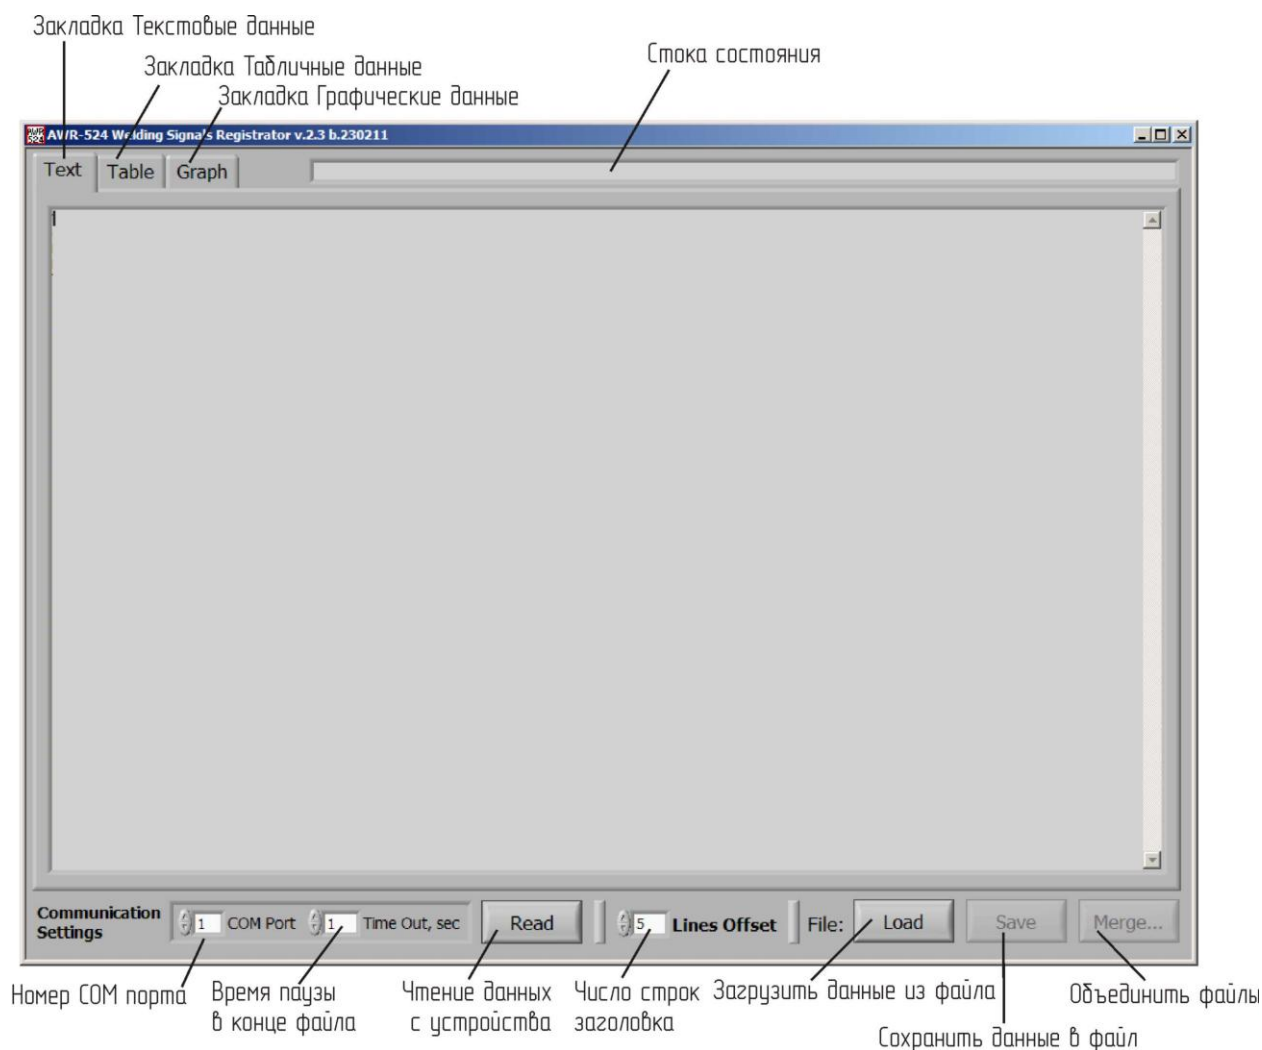 Закладка Текстовые данные
Закладка Табличные данные
Закладка Графические данные
Стока состояния
AWR-524 Welding Signals Registrator v.2.3 b.230211
Text Table Graph
Communication Settings
1 COM Port 1 Time Out, sec Read 5 Lines Offset File: Load Save Merge...
Номер COM порта
Время паузы
в конце файла
Чтение данных
с устройства
Число строк
заголовка
Загрузить данные из файла
Сохранить данные в файл
Объединить файлы